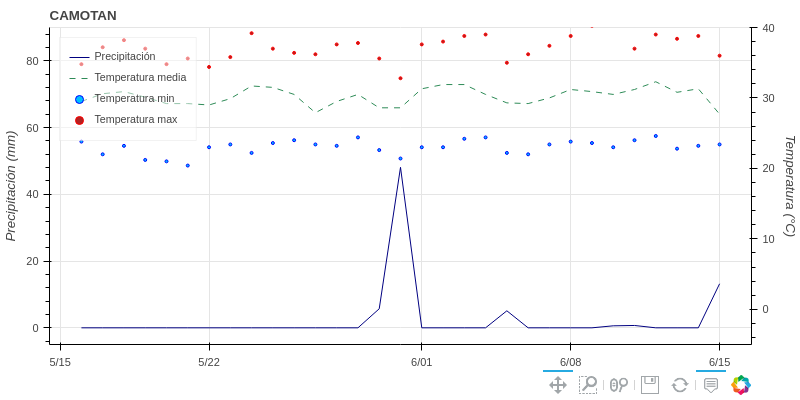 CAMOTAN
Precipitación
Temperatura media
Temperatura min
Temperatura max
Precipitación (mm)
80
60
40
20
0
Temperatura (°C)
40
30
20
10
0
5/15
5/22
6/01
6/08
6/15